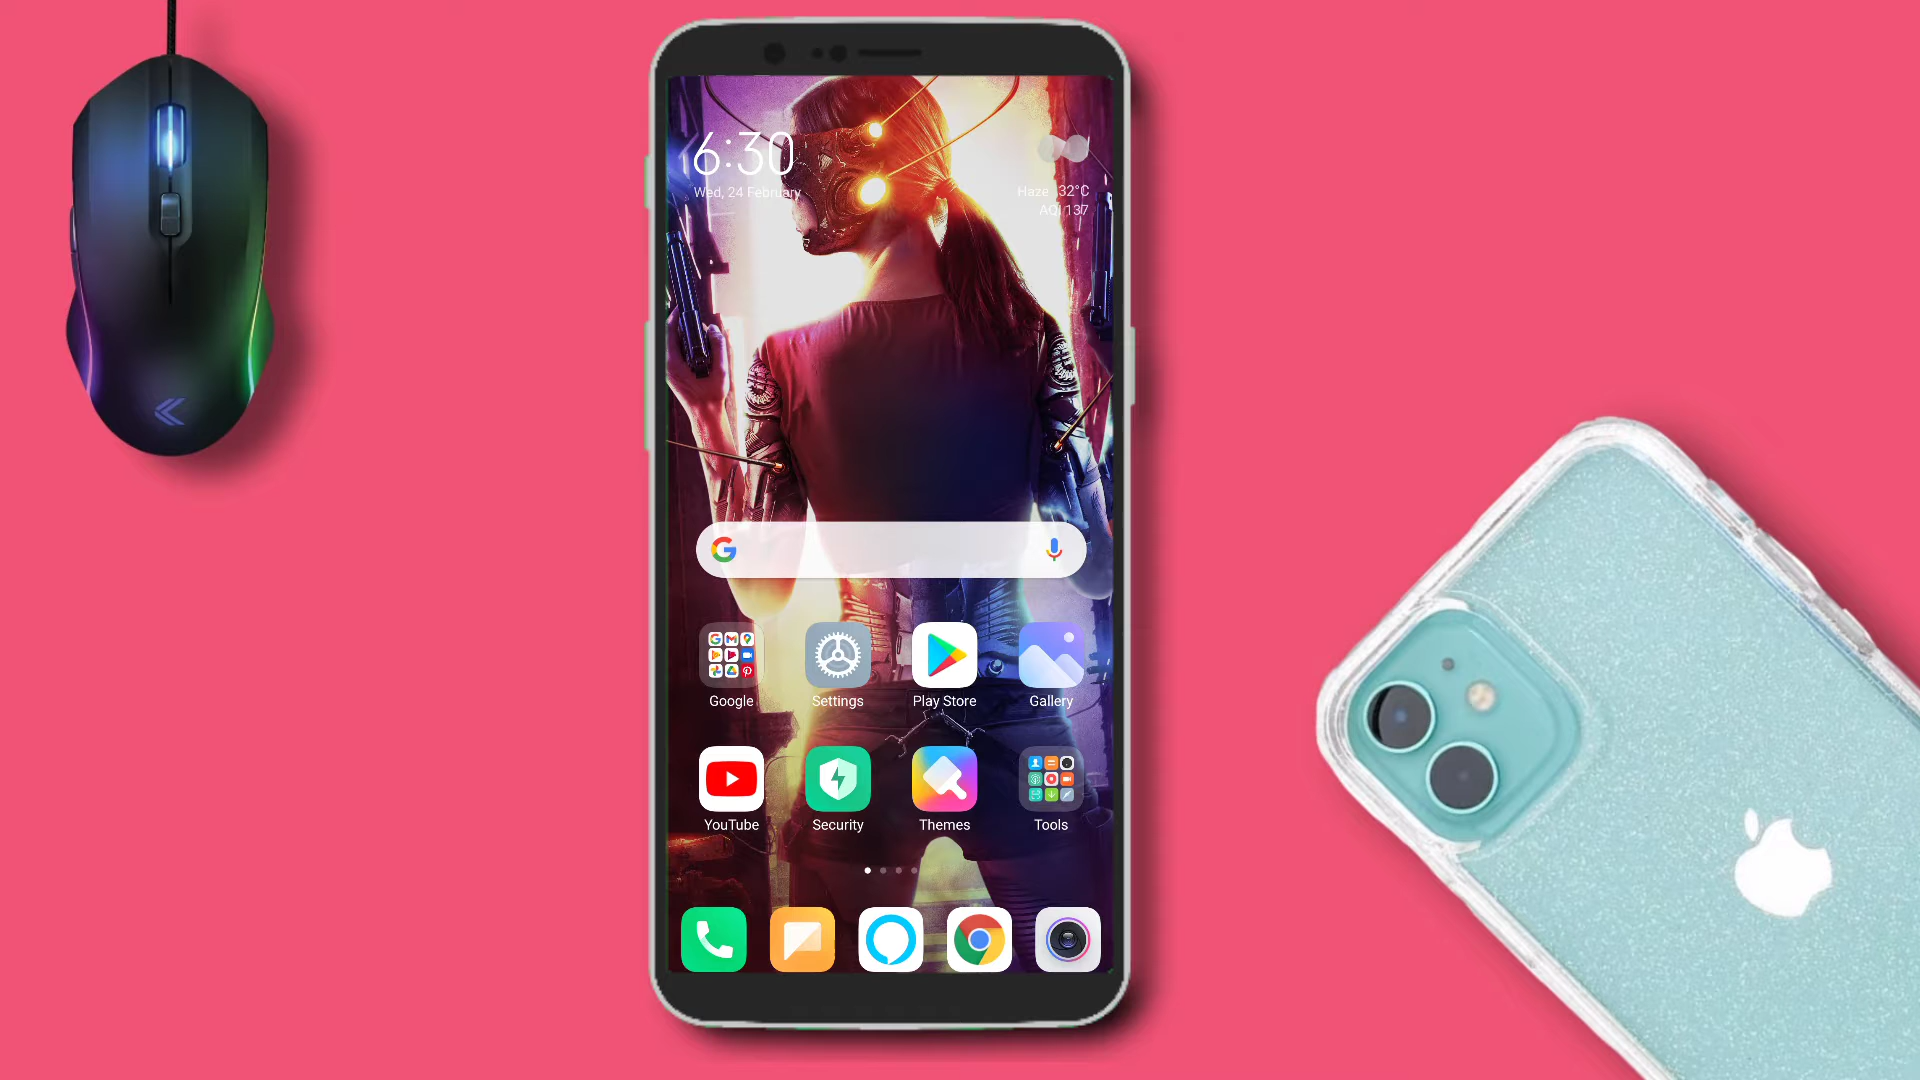 6:30
Wed, 24 February
Haze 32°C
AQI 137
Google
Settings
Play Store
Gallery
YouTube
Security
Themes
Tools